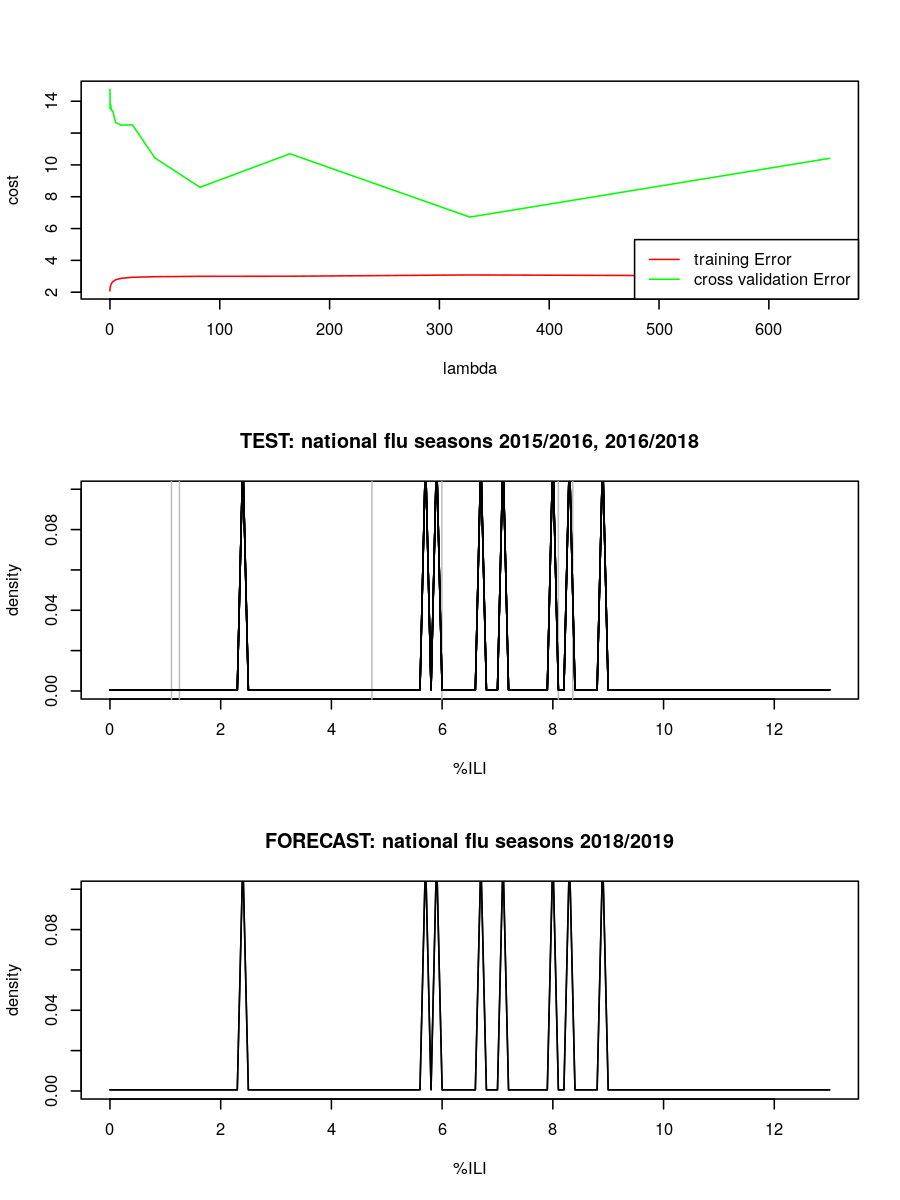 14
10
8
6
4
2
cost
training Error
cross validation Error
0 100 200 300 400 500 600
lambda
TEST: national flu seasons 2015/2016, 2016/2018
0.08
0.04
0.00
density
0 2 4 6 8 10 12
%ILI
FORECAST: national flu seasons 2018/2019
0.08
0.04
0.00
density
0 2 4 6 8 10 12
%ILI